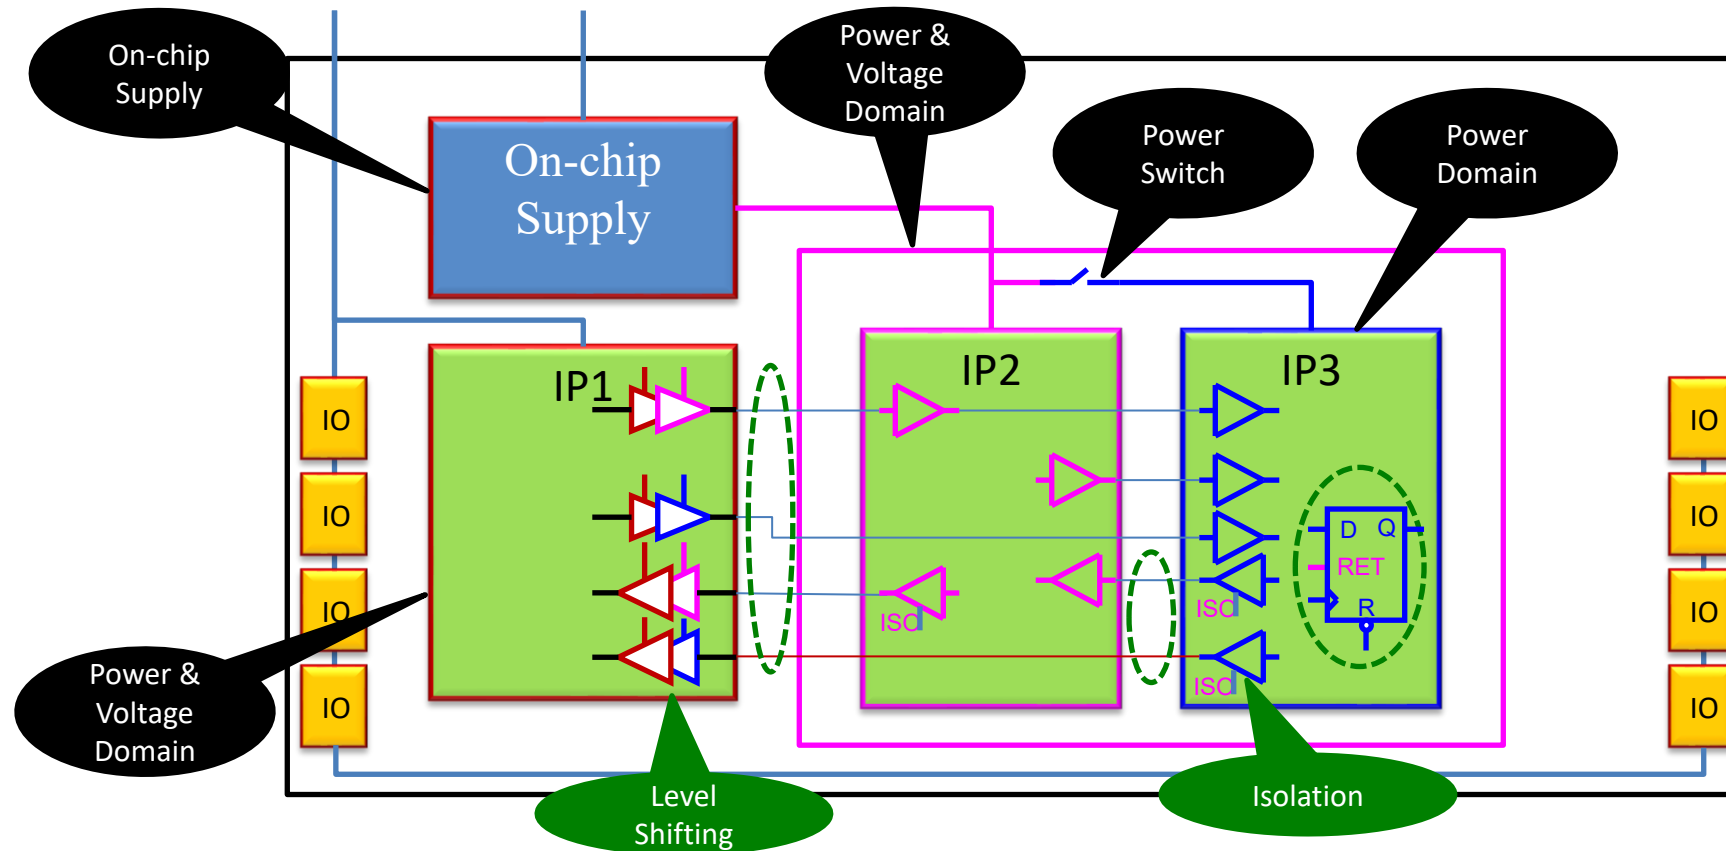 On-chip
Supply
Power &
Voltage
Domain
Power
Switch
Power
Domain
On-chip
Supply
IP1
IP2
IP3
IO
IO
IO
IO
IO
IO
IO
IO
D
Q
RET
R
ISO
ISO
ISO
Power &
Voltage
Domain
Level
Shifting
Isolation